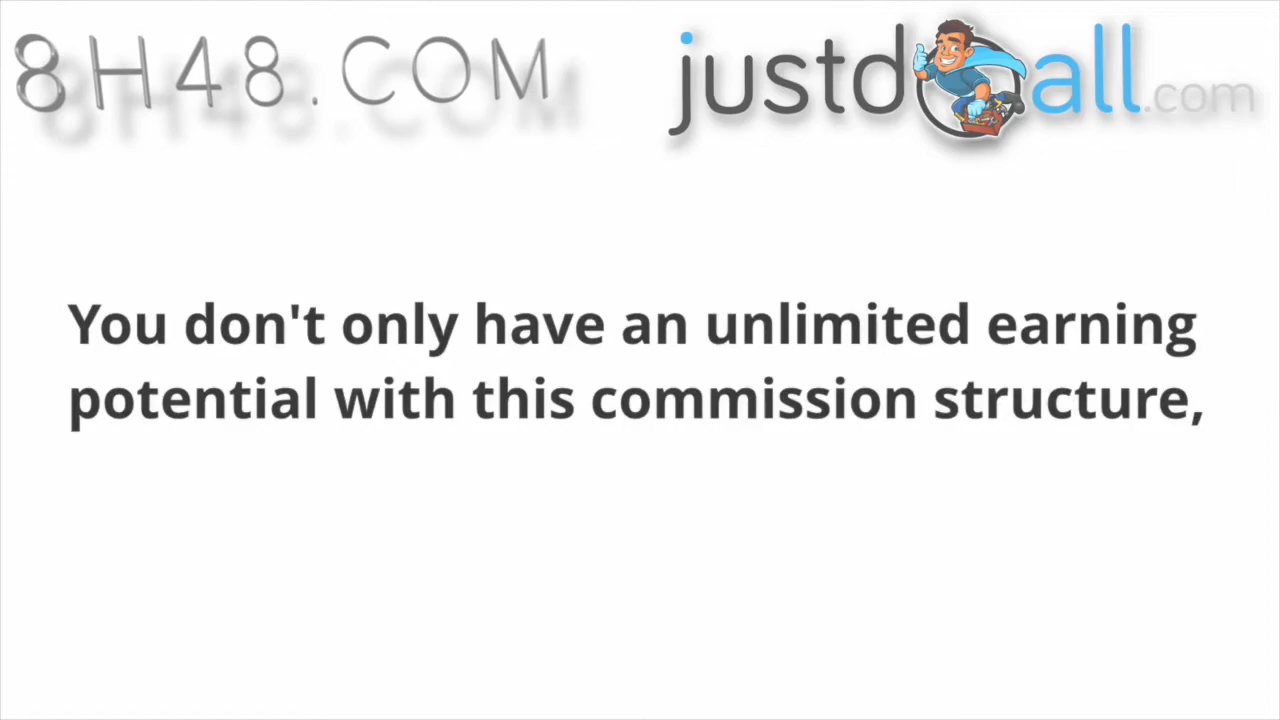 8H48.COM
justdoall.com
You don't only have an unlimited earning
potential with this commission structure,